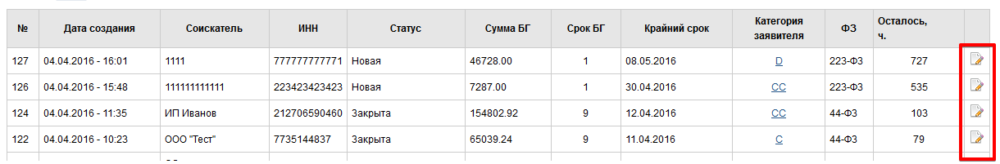 № Дата создания Соискатель ИНН Статус Сумма БГ Срок БГ Крайний срок Категория заявителя ФЗ Осталось, ч.
127 04.04.2016 - 16:01 1111 777777777771 Новая 46728.00 1 08.05.2016 D 223-ФЗ 727
126 04.04.2016 - 15:48 111111111111 223423423423 Новая 7287.00 1 30.04.2016 CC 223-ФЗ 535
124 04.04.2016 - 11:35 ИП Иванов 212706590460 Закрыта 154802.92 9 12.04.2016 CC 44-ФЗ 103
122 04.04.2016 - 10:23 ООО "Тест" 7735144837 Закрыта 65039.24 9 11.04.2016 C 44-ФЗ 79